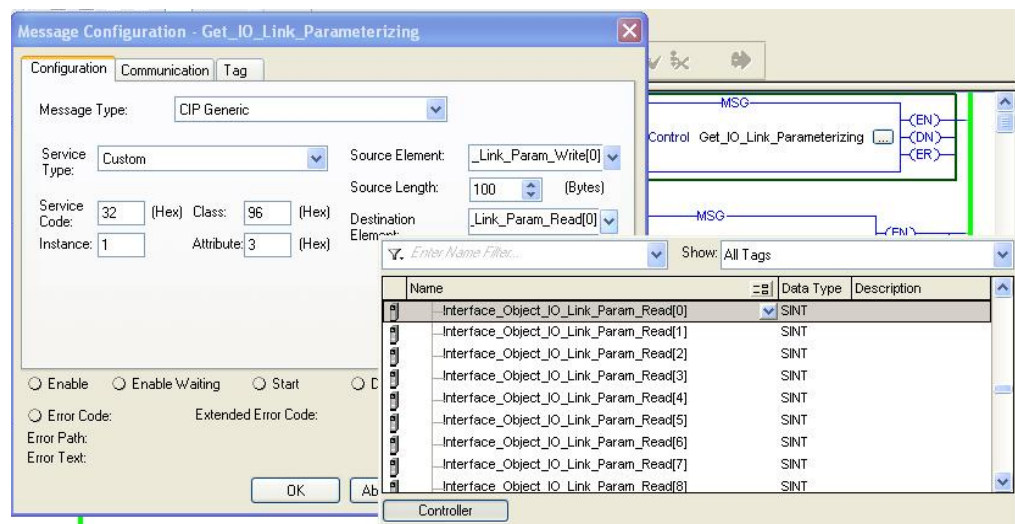 Message Configuration - Get_IO_Link_Parameterizing
Configuration Communication Tag
Message Type: CIP Generic
Service Type: Custom
Source Element: _Link_Param_Write[0]
Source Length: 100 (Bytes)
Service Code: 32 (Hex) Class: 96 (Hex)
Destination Element: _Link_Param_Read[0]
Instance: 1 Attribute: 3 (Hex)
Enable Enable Waiting Start
Error Code: Extended Error Code:
Error Path:
Error Text:
OK
MSG
Control Get_IO_Link_Parameterizing ...
(EN)
(DN)
(ER)
MSG
(EN)
Enter Name Filter... Show: All Tags
Name Data Type Description
Interface_Object_IO_Link_Param_Read[0] SINT
Interface_Object_IO_Link_Param_Read[1] SINT
Interface_Object_IO_Link_Param_Read[2] SINT
Interface_Object_IO_Link_Param_Read[3] SINT
Interface_Object_IO_Link_Param_Read[4] SINT
Interface_Object_IO_Link_Param_Read[5] SINT
Interface_Object_IO_Link_Param_Read[6] SINT
Interface_Object_IO_Link_Param_Read[7] SINT
Interface_Object_IO_Link_Param_Read[8] SINT
Controller